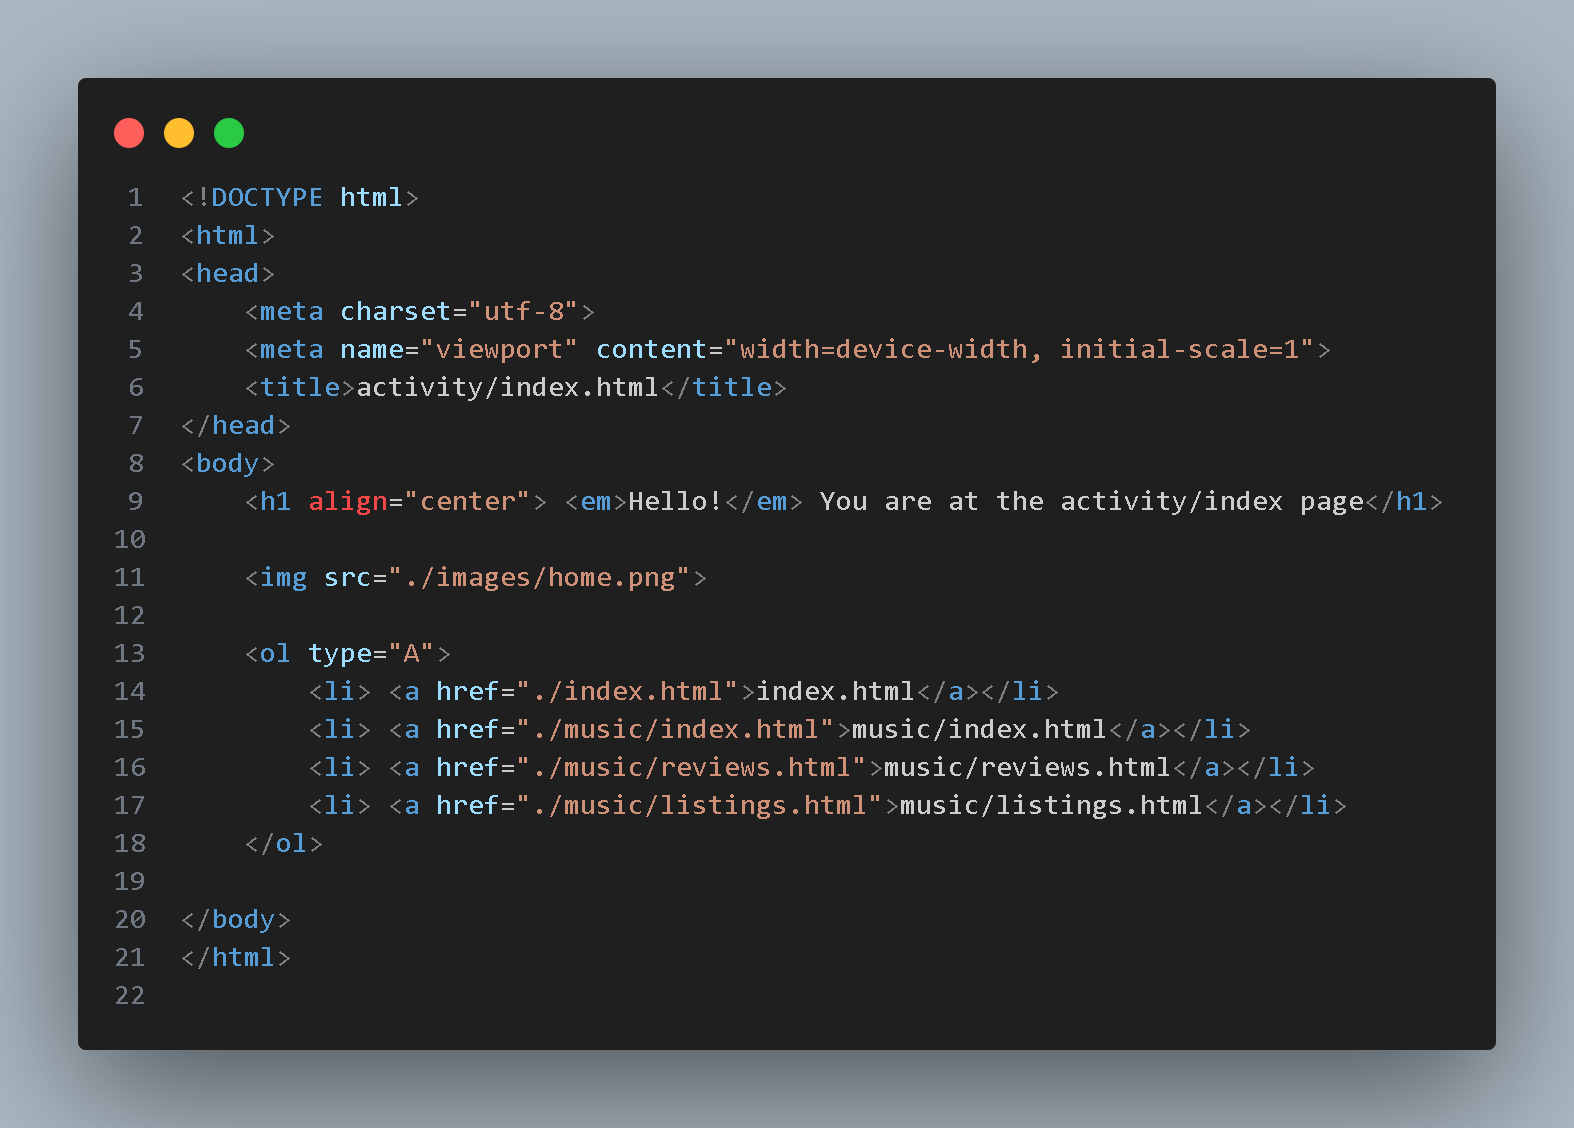 1 <!DOCTYPE html>
2 <html>
3 <head>
4     <meta charset="utf-8">
5     <meta name="viewport" content="width=device-width, initial-scale=1">
6     <title>activity/index.html</title>
7 </head>
8 <body>
9     <h1 align="center"> <em>Hello!</em> You are at the activity/index page</h1>
10
11     <img src="./images/home.png">
12
13     <ol type="A">
14         <li> <a href="./index.html">index.html</a></li>
15         <li> <a href="./music/index.html">music/index.html</a></li>
16         <li> <a href="./music/reviews.html">music/reviews.html</a></li>
17         <li> <a href="./music/listings.html">music/listings.html</a></li>
18     </ol>
19
20 </body>
21 </html>
22